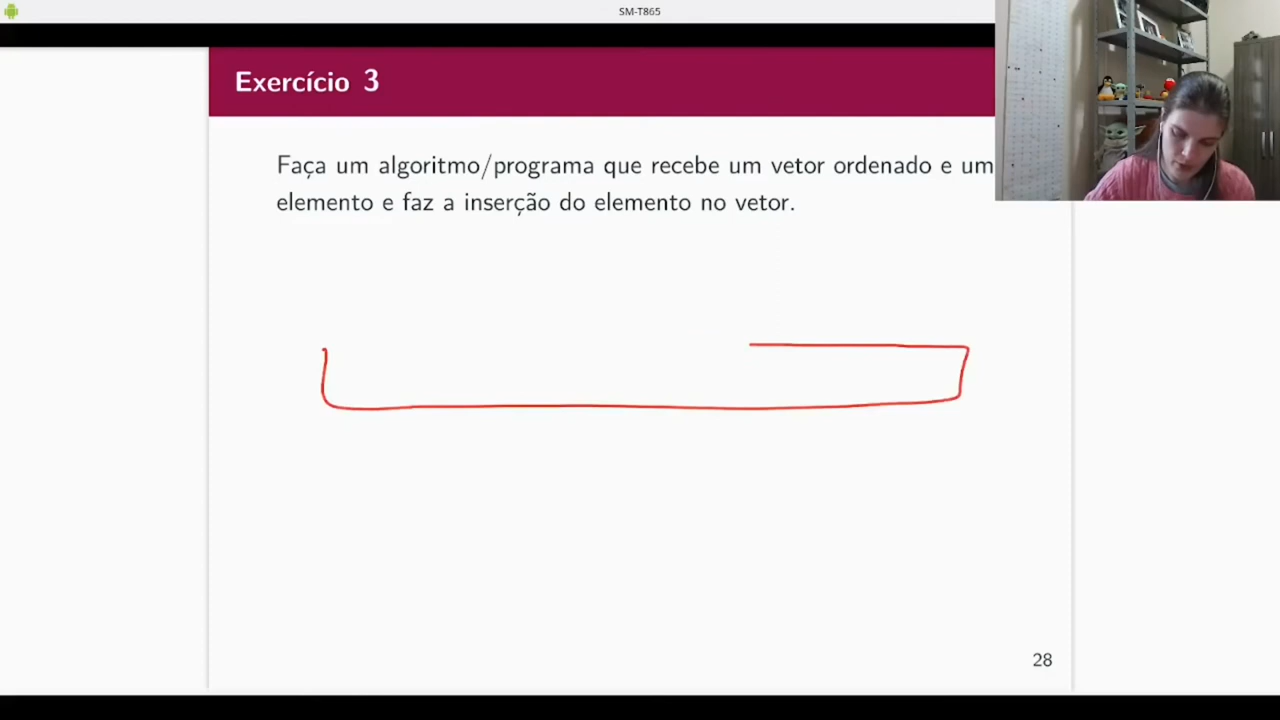 SM-T865
Exercício 3
Faça um algoritmo/programa que recebe um vetor ordenado e um
elemento e faz a inserção do elemento no vetor.
28